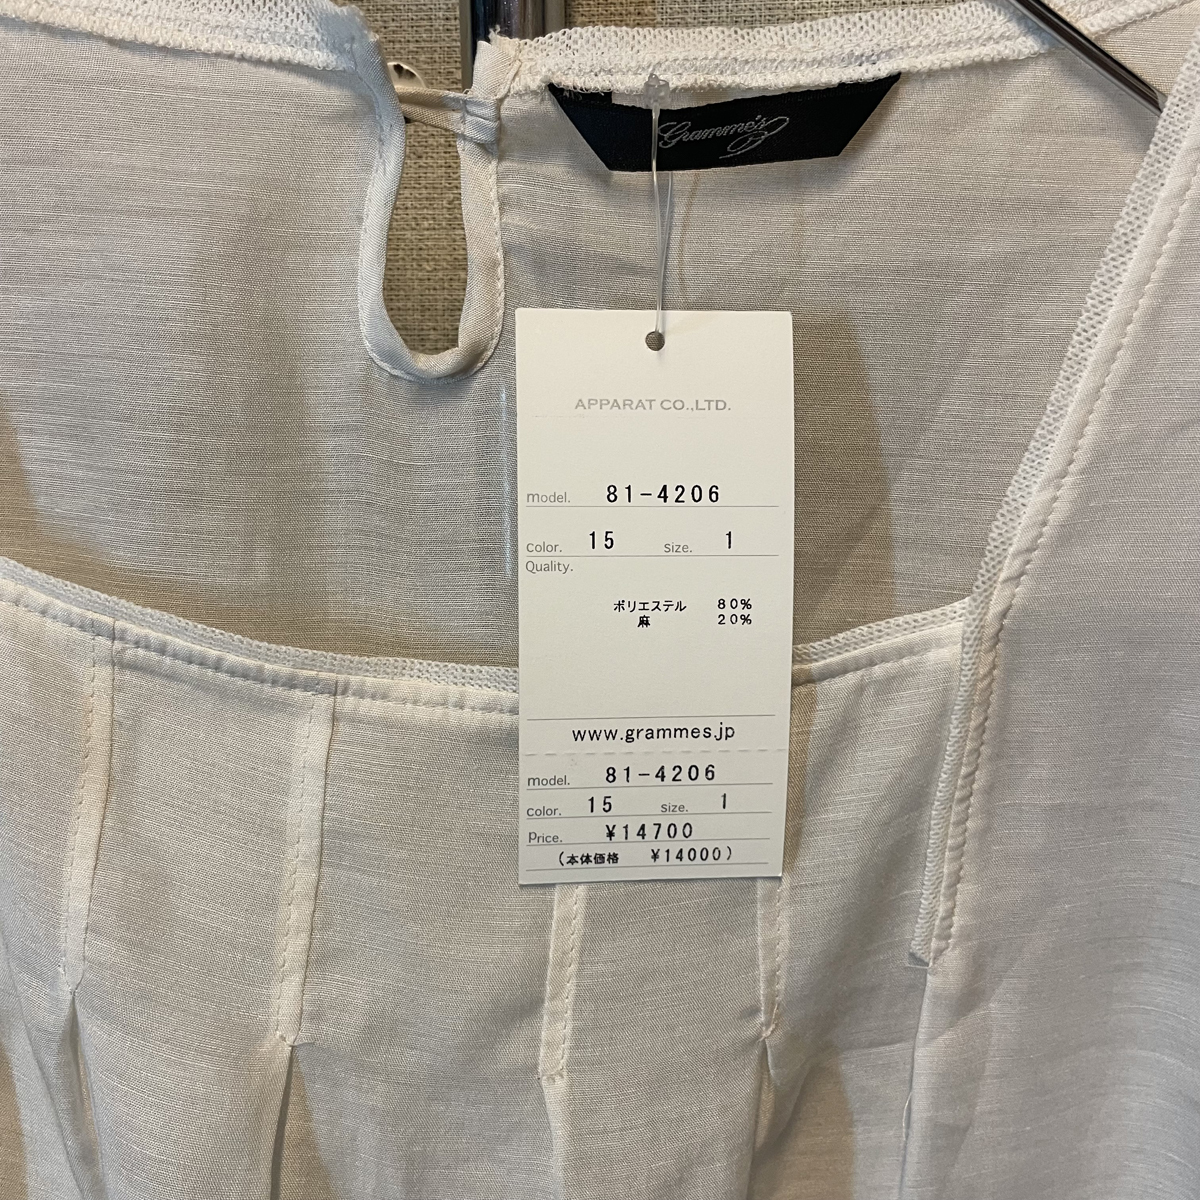 Gramme's
APPARAT CO.,LTD.
model. 81-4206
Color. 15 Size. 1
Quality.
ポリエステル 80%
麻 20%
www.grammes.jp
model. 81-4206
color. 15 Size. 1
Price. ¥14700
(本体価格 ¥14000)